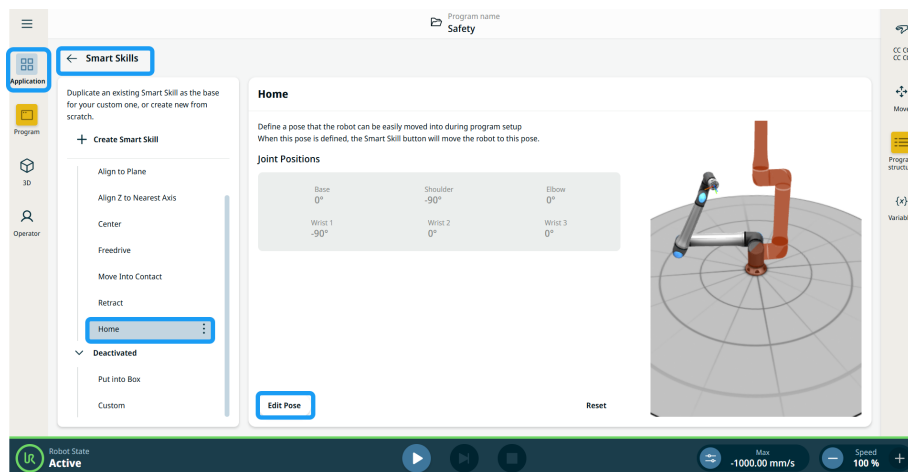 Program name
Safety
Application
Program
3D
Operator
Smart Skills
Duplicate an existing Smart Skill as the base
for your custom one, or create new from
scratch.
Create Smart Skill
Align to Plane
Align Z to Nearest Axis
Center
Freedrive
Move Into Contact
Retract
Home
Deactivated
Put into Box
Custom
Home
Define a pose that the robot can be easily moved into during program setup
When this pose is defined, the Smart Skill button will move the robot to this pose.
Joint Positions
Base Shoulder Elbow
0° -90° 0°
Wrist 1 Wrist 2 Wrist 3
-90° 0° 0°
Edit Pose Reset
Move
{x}
Robot State
Active
Max
-1000.00 mm/s
Speed
100 %